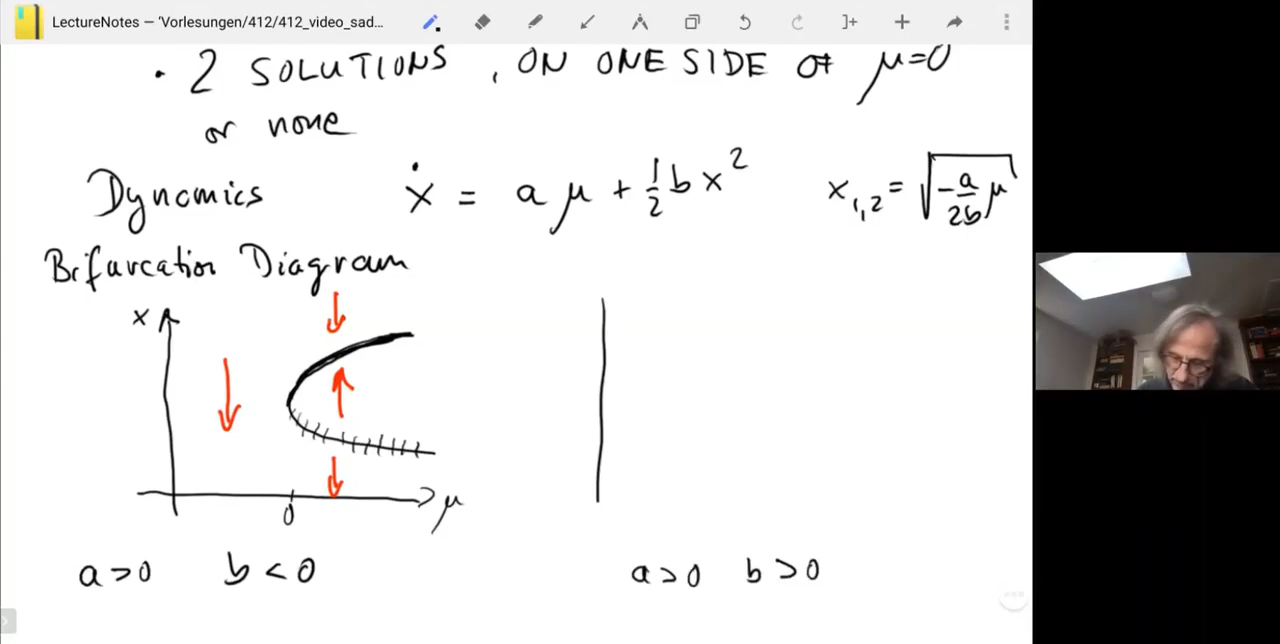 LectureNotes — ‘Vorlesungen/412/412_video_sad...
• 2 SOLUTIONS , ON ONE SIDE OF μ=0
or none
Dynamics ẋ = a μ + ½ b x² x₁,₂ = √(-a/2b μ)
Bifurcation Diagram
x
0
μ
a > 0 b < 0
a > 0 b > 0